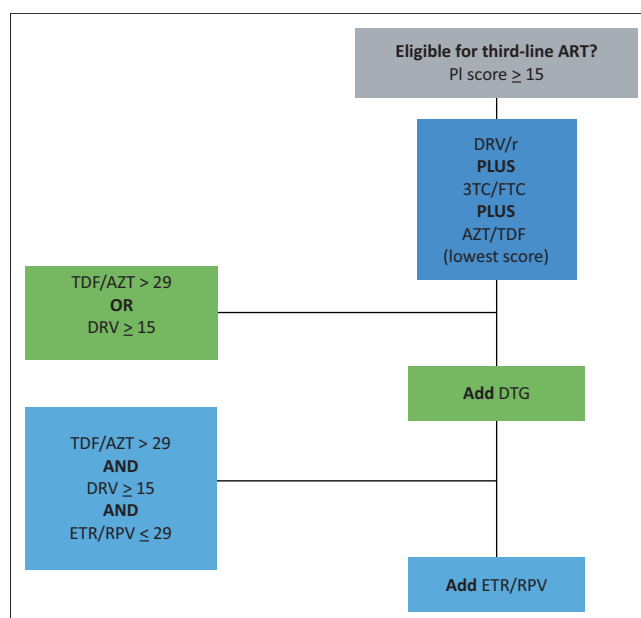 Eligible for third-line ART?
PI score ≥ 15
DRV/r
PLUS
3TC/FTC
PLUS
AZT/TDF
(lowest score)
TDF/AZT > 29
OR
DRV ≥ 15
Add DTG
TDF/AZT > 29
AND
DRV ≥ 15
AND
ETR/RPV ≤ 29
Add ETR/RPV